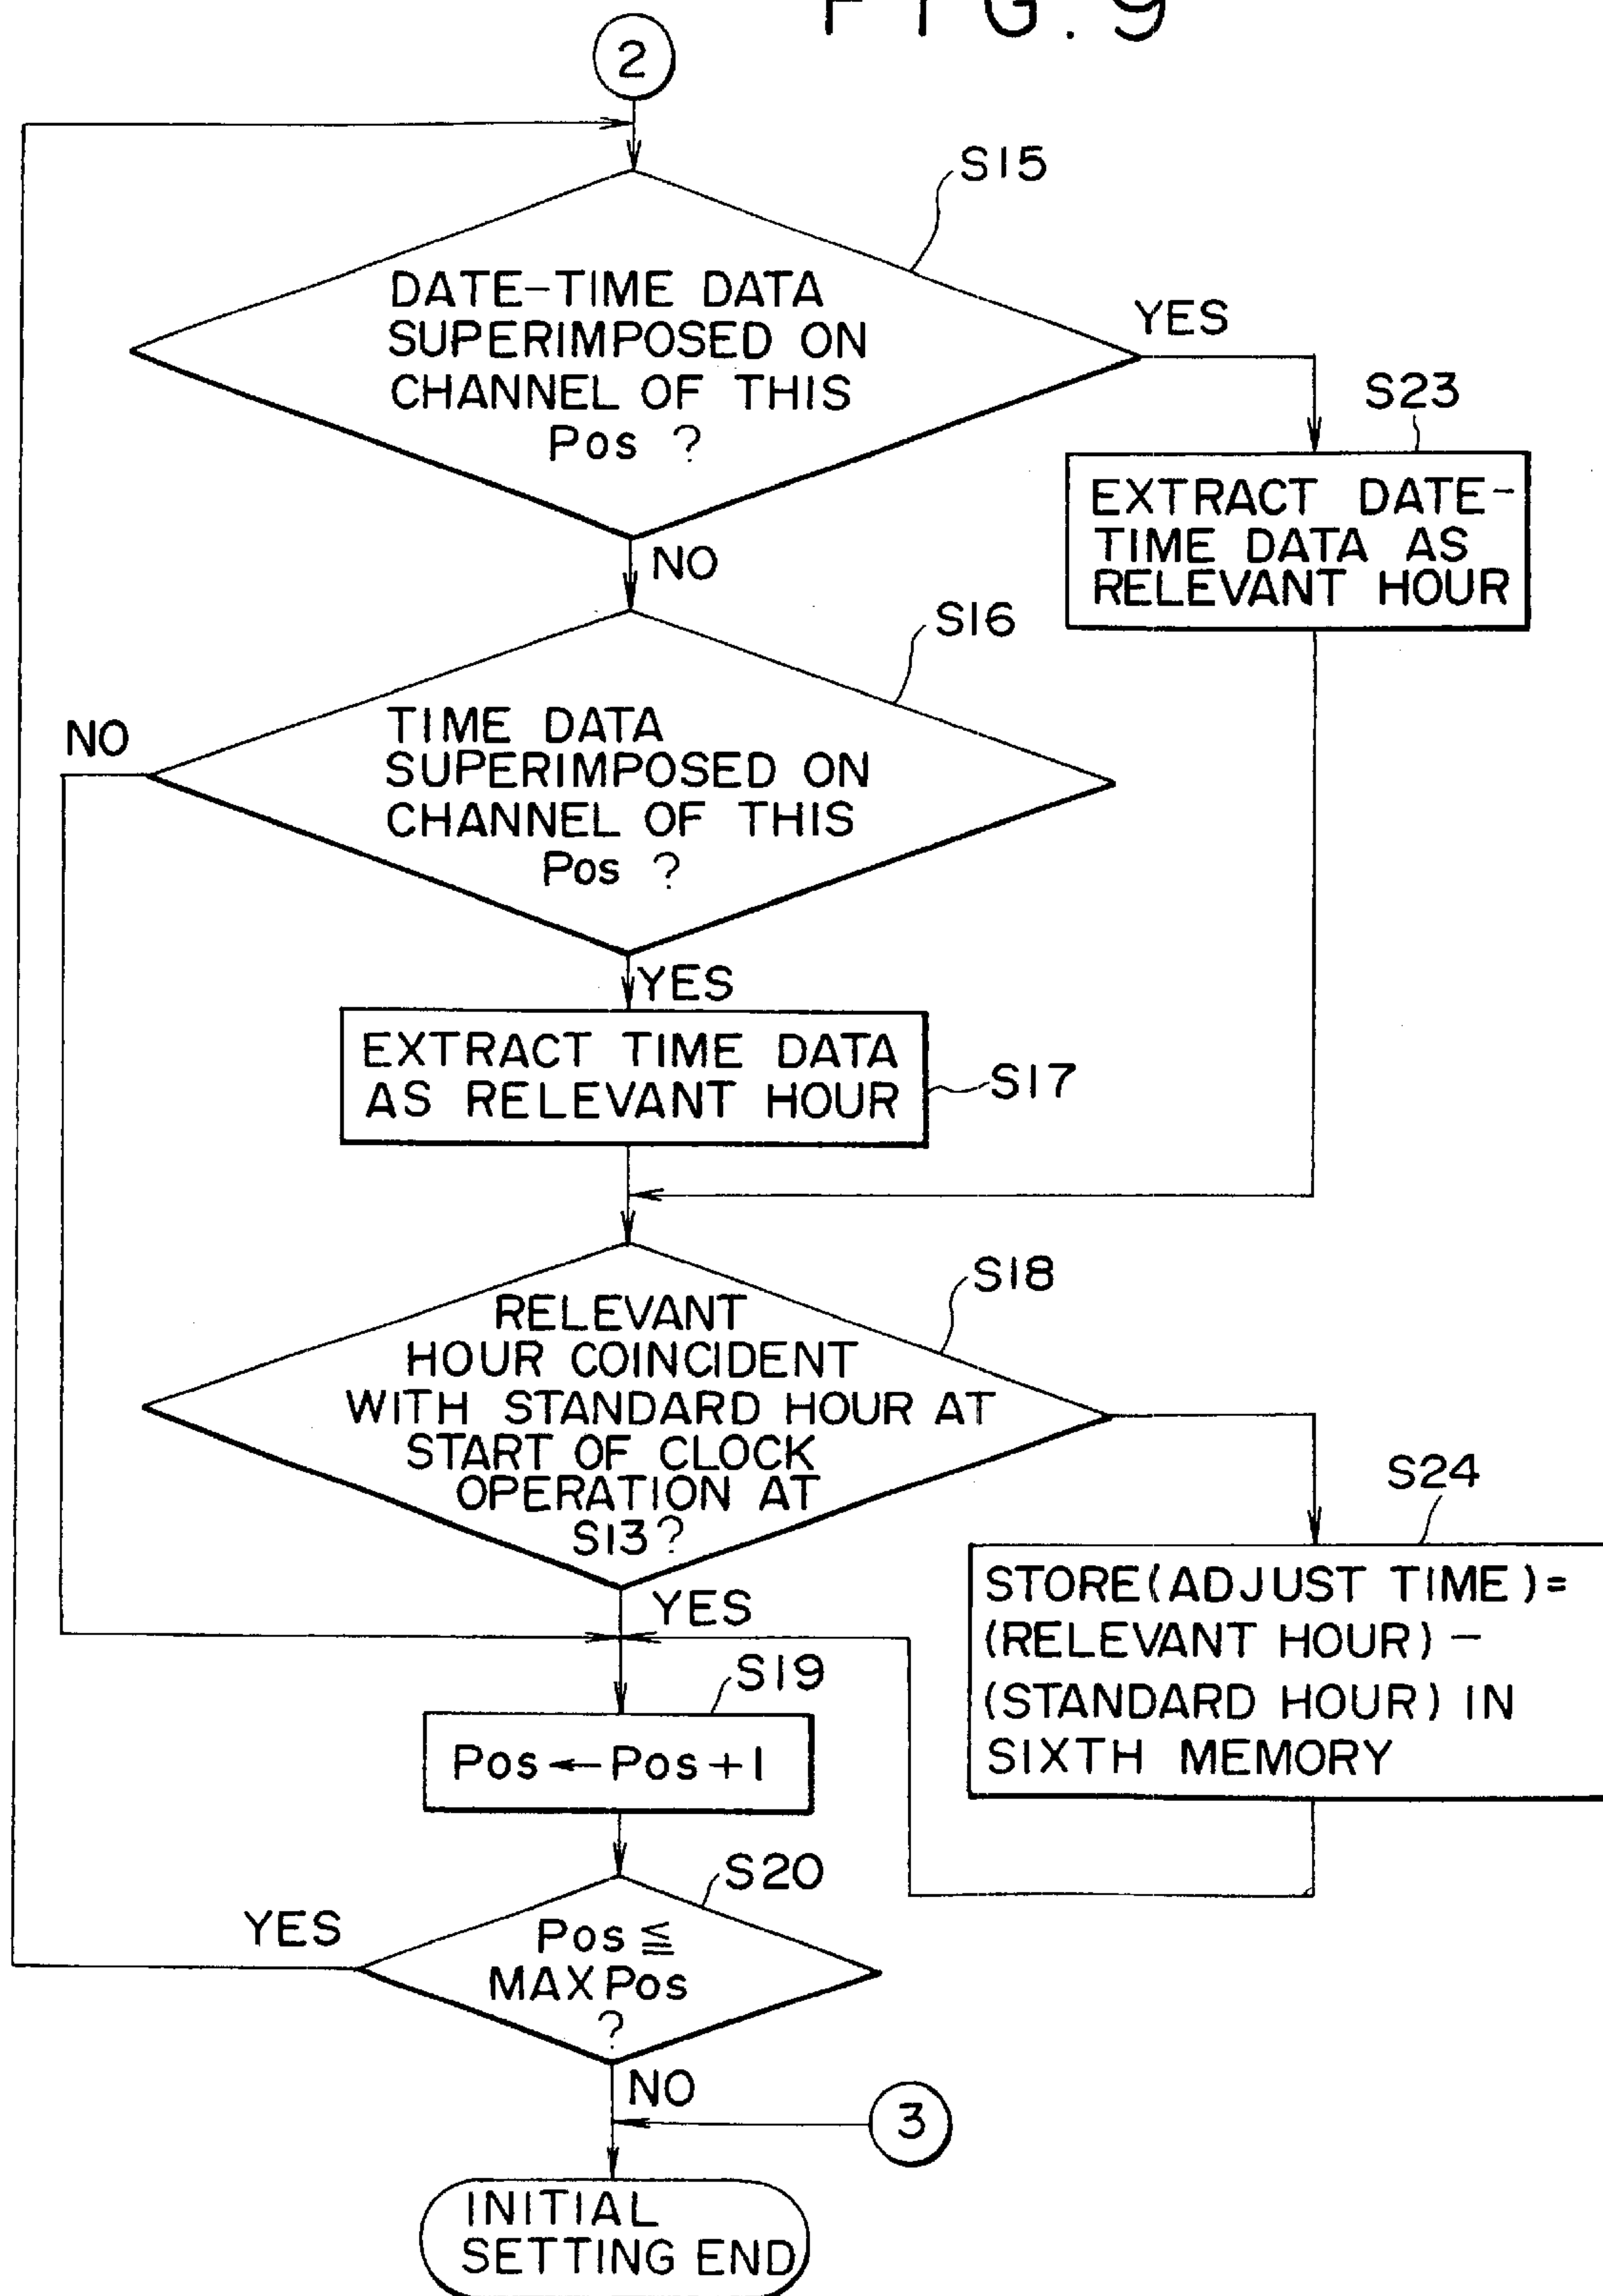 FIG. 9
2
S15
DATE-TIME DATA
SUPERIMPOSED ON
CHANNEL OF THIS
Pos ?
YES
S23
EXTRACT DATE-
TIME DATA AS
RELEVANT HOUR
NO
S16
NO
TIME DATA
SUPERIMPOSED ON
CHANNEL OF THIS
Pos ?
YES
EXTRACT TIME DATA
AS RELEVANT HOUR
S17
S18
RELEVANT
HOUR COINCIDENT
WITH STANDARD HOUR AT
START OF CLOCK
OPERATION AT
S13?
S24
STORE(ADJUST TIME)=
(RELEVANT HOUR)-
(STANDARD HOUR) IN
SIXTH MEMORY
YES
S19
Pos←Pos+1
S20
YES
Pos≦
MAXPos
?
NO
3
INITIAL
SETTING END